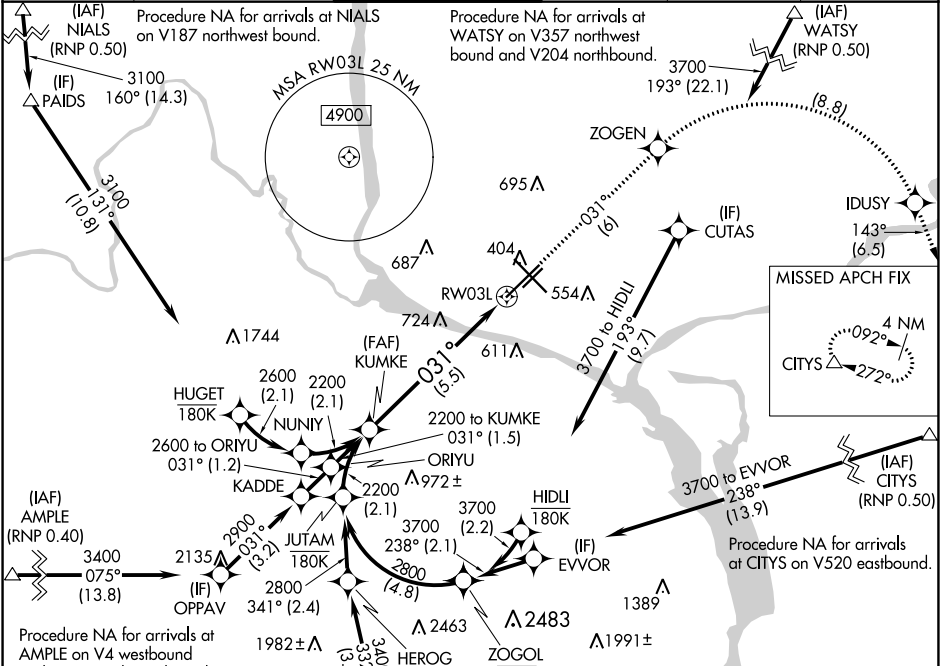 (IAF)
NIALS
(RNP 0.50)
Procedure NA for arrivals at NIALS
on V187 northwest bound.
Procedure NA for arrivals at
WATSY on V357 northwest
bound and V204 northbound.
(IAF)
WATSY
(RNP 0.50)
3100
160° (14.3)
(IF)
PAIDS
MSA RW03L 25 NM
4900
3700
193° (22.1)
(8.8)
ZOGEN
3100
131°
(10.8)
695
031°
(6)
(IF)
CUTAS
IDUSY
143°
(6.5)
687
404
RW03L
554
MISSED APCH FIX
4 NM
092°
CITYS
272°
3700 to HIDLI
193°
(9.7)
724
1744
(FAF)
KUMKE
031°
(5.5)
611
HUGET
180K
2600
(2.1)
2200
(2.1)
NUNIY
2200 to KUMKE
031° (1.5)
2600 to ORIYU
031° (1.2)
ORIYU
KADDE
972±
2200
(2.1)
(IAF)
CITYS
(RNP 0.50)
3700 to EVVOR
238°
(13.9)
(IAF)
AMPLE
(RNP 0.40)
2900
031°
(3.2)
JUTAM
180K
3700
(2.2)
HIDLI
180K
3700
238° (2.1)
(IF)
EVVOR
Procedure NA for arrivals
at CITYS on V520 eastbound.
3400
075°
(13.8)
2135
(IF)
OPPAV
2800
341° (2.4)
2800
(4.8)
1389
Procedure NA for arrivals at
AMPLE on V4 westbound
1982±
2463
2483
1991±
HEROG
ZOGOL